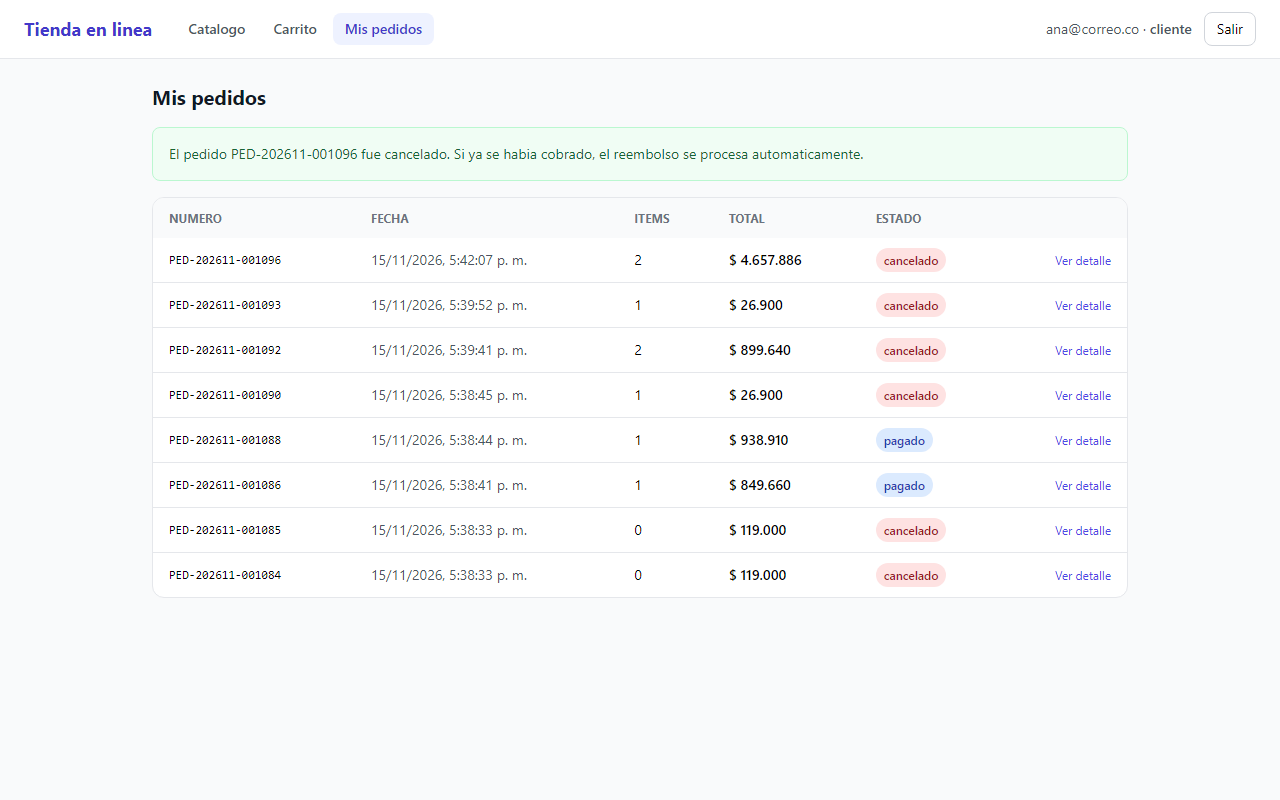 Tienda en linea Catalogo Carrito Mis pedidos ana@correo.co · cliente Salir
Mis pedidos
El pedido PED-202611-001096 fue cancelado. Si ya se habia cobrado, el reembolso se procesa automaticamente.
NUMERO FECHA ITEMS TOTAL ESTADO
PED-202611-001096 15/11/2026, 5:42:07 p. m. 2 $ 4.657.886 cancelado Ver detalle
PED-202611-001093 15/11/2026, 5:39:52 p. m. 1 $ 26.900 cancelado Ver detalle
PED-202611-001092 15/11/2026, 5:39:41 p. m. 2 $ 899.640 cancelado Ver detalle
PED-202611-001090 15/11/2026, 5:38:45 p. m. 1 $ 26.900 cancelado Ver detalle
PED-202611-001088 15/11/2026, 5:38:44 p. m. 1 $ 938.910 pagado Ver detalle
PED-202611-001086 15/11/2026, 5:38:41 p. m. 1 $ 849.660 pagado Ver detalle
PED-202611-001085 15/11/2026, 5:38:33 p. m. 0 $ 119.000 cancelado Ver detalle
PED-202611-001084 15/11/2026, 5:38:33 p. m. 0 $ 119.000 cancelado Ver detalle